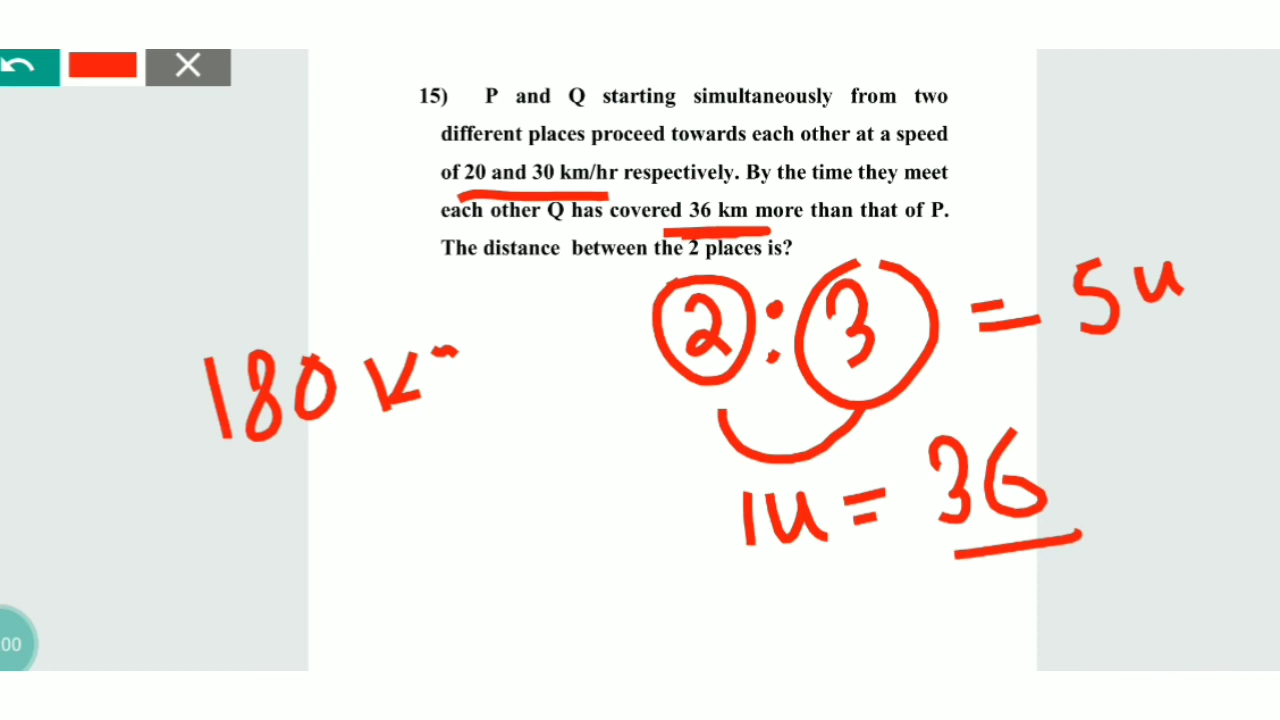 15) P and Q starting simultaneously from two
different places proceed towards each other at a speed
of 20 and 30 km/hr respectively. By the time they meet
each other Q has covered 36 km more than that of P.
The distance between the 2 places is?
2 : 3 = 5u
180 K
1u = 36
00